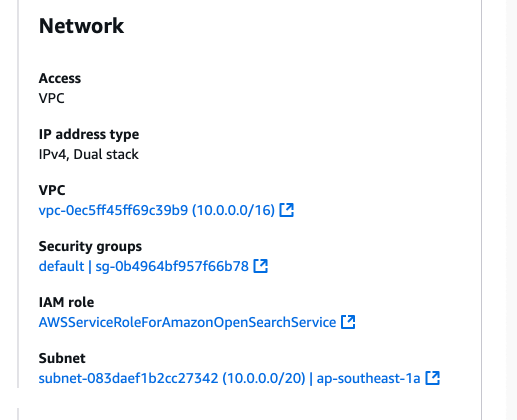 Network
Access
VPC
IP address type
IPv4, Dual stack
VPC
vpc-0ec5ff45ff69c39b9 (10.0.0.0/16)
Security groups
default | sg-0b4964bf957f66b78
IAM role
AWSServiceRoleForAmazonOpenSearchService
Subnet
subnet-083daef1b2cc27342 (10.0.0.0/20) | ap-southeast-1a